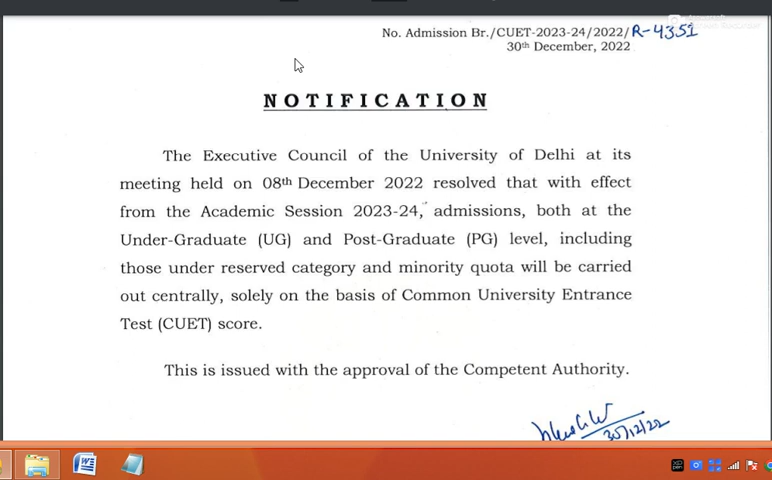 No. Admission Br./CUET-2023-24/2022/R-4351
30th December, 2022
NOTIFICATION
The Executive Council of the University of Delhi at its
meeting held on 08th December 2022 resolved that with effect
from the Academic Session 2023-24, admissions, both at the
Under-Graduate (UG) and Post-Graduate (PG) level, including
those under reserved category and minority quota will be carried
out centrally, solely on the basis of Common University Entrance
Test (CUET) score.
This is issued with the approval of the Competent Authority.
30/12/22